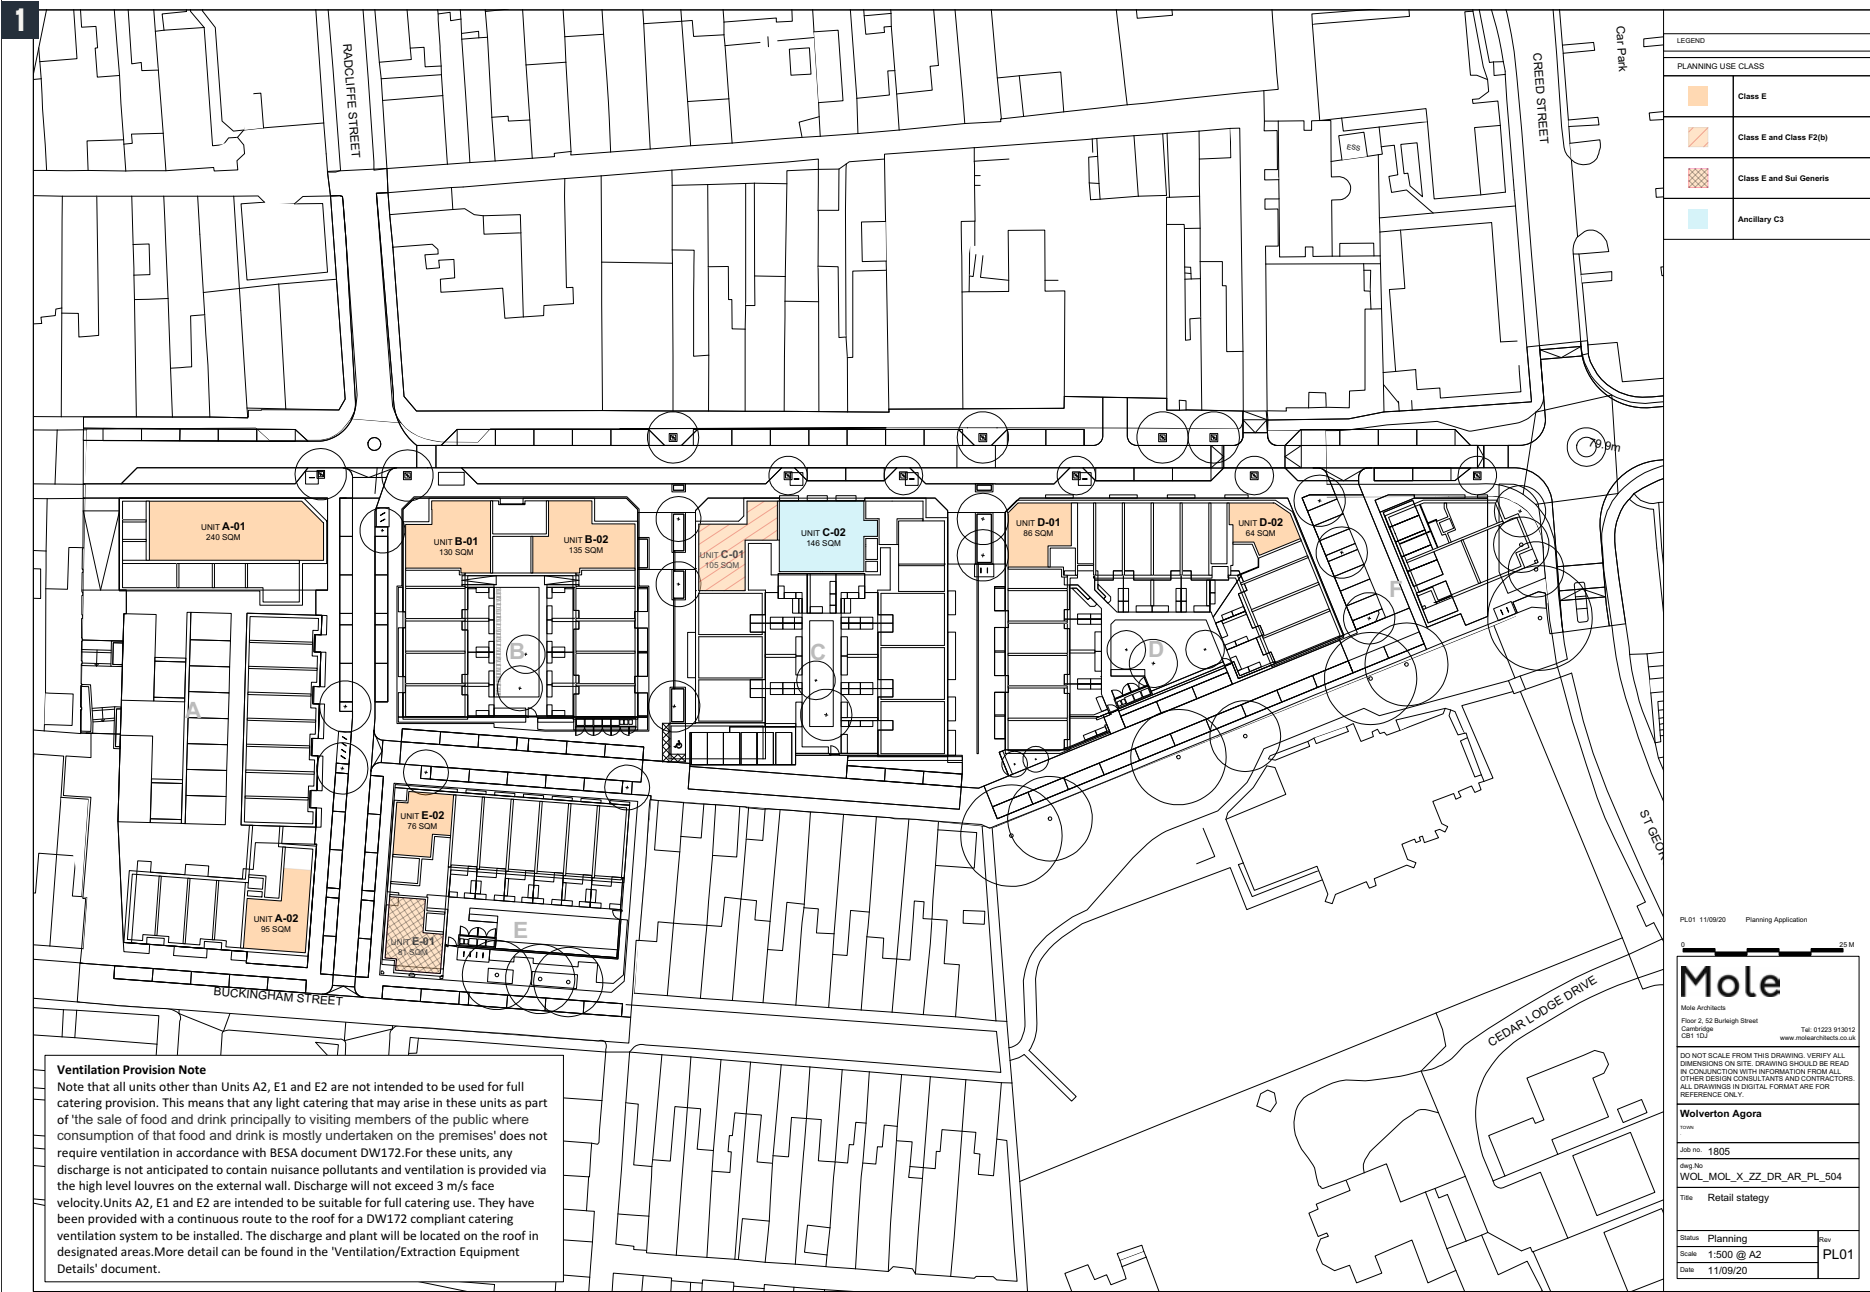 1
RADCLIFFE STREET
CREED STREET
Car Park
ESS
79.9m
UNIT A-01
240 SQM
UNIT B-01
130 SQM
UNIT B-02
135 SQM
UNIT C-01
105 SQM
UNIT C-02
146 SQM
UNIT D-01
86 SQM
UNIT D-02
64 SQM
A
B
C
D
F
UNIT E-02
76 SQM
UNIT A-02
95 SQM
UNIT E-01
81 SQM
E
BUCKINGHAM STREET
CEDAR LODGE DRIVE
ST GEOR
Ventilation Provision Note
Note that all units other than Units A2, E1 and E2 are not intended to be used for full
catering provision. This means that any light catering that may arise in these units as part
of 'the sale of food and drink principally to visiting members of the public where
consumption of that food and drink is mostly undertaken on the premises' does not
require ventilation in accordance with BESA document DW172.For these units, any
discharge is not anticipated to contain nuisance pollutants and ventilation is provided via
the high level louvres on the external wall. Discharge will not exceed 3 m/s face
velocity.Units A2, E1 and E2 are intended to be suitable for full catering use. They have
been provided with a continuous route to the roof for a DW172 compliant catering
ventilation system to be installed. The discharge and plant will be located on the roof in
designated areas.More detail can be found in the 'Ventilation/Extraction Equipment
Details' document.
LEGEND
PLANNING USE CLASS
Class E
Class E and Class F2(b)
Class E and Sui Generis
Ancillary C3
PL01 11/09/20 Planning Application
0 25 M
Mole
Mole Architects
Floor 2, 52 Burleigh Street
Cambridge Tel: 01223 913012
CB1 1DJ www.molearchitects.co.uk
DO NOT SCALE FROM THIS DRAWING. VERIFY ALL
DIMENSIONS ON SITE. DRAWING SHOULD BE READ
IN CONJUNCTION WITH INFORMATION FROM ALL
OTHER DESIGN CONSULTANTS AND CONTRACTORS.
ALL DRAWINGS IN DIGITAL FORMAT ARE FOR
REFERENCE ONLY.
Wolverton Agora
TOWN
Job no. 1805
dwg.No
WOL_MOL_X_ZZ_DR_AR_PL_504
Title Retail stategy
Status Planning
Rev
Scale 1:500 @ A2
PL01
Date 11/09/20